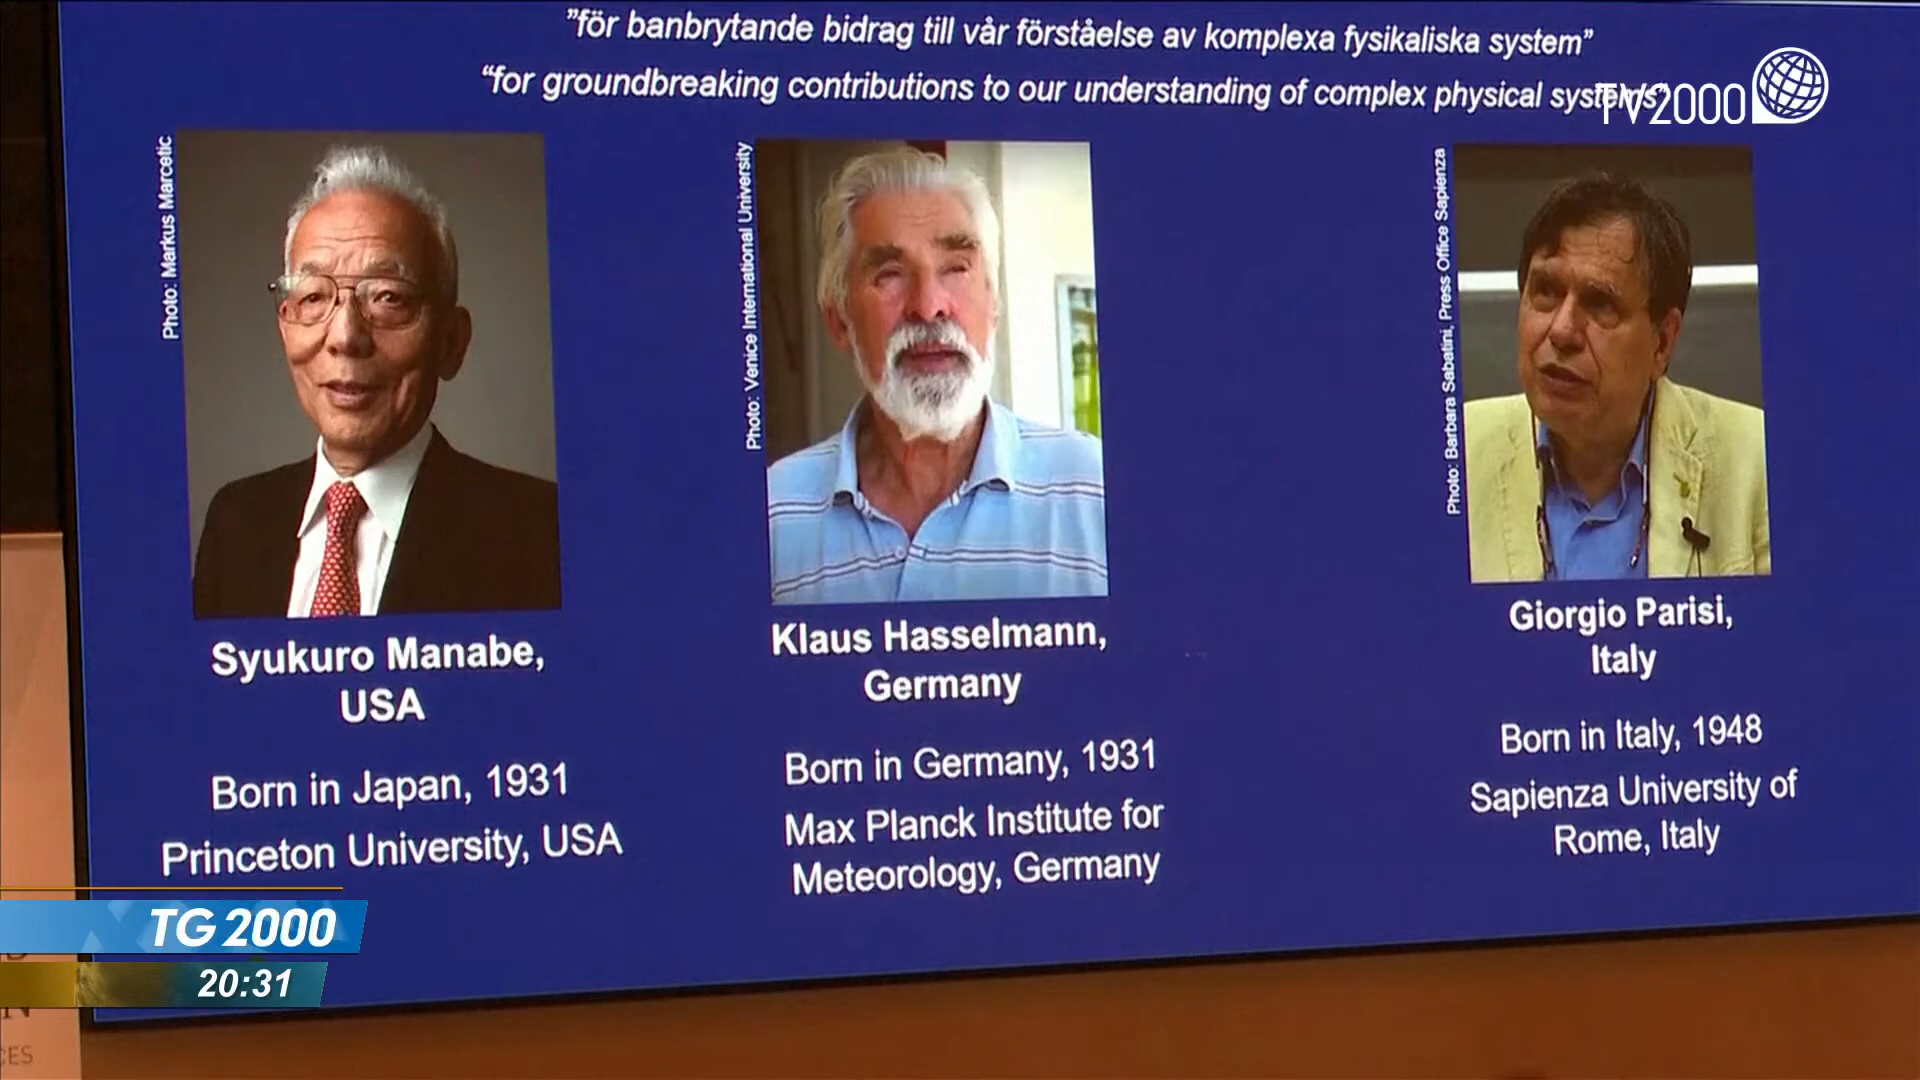 ”för banbrytande bidrag till vår förståelse av komplexa fysikaliska system”
“for groundbreaking contributions to our understanding of complex physical systems”
TV2000
Photo: Markus Marcetic
Photo: Venice International University
Photo: Barbara Sabatini, Press Office Sapienza
Syukuro Manabe,
USA
Born in Japan, 1931
Princeton University, USA
Klaus Hasselmann,
Germany
Born in Germany, 1931
Max Planck Institute for
Meteorology, Germany
Giorgio Parisi,
Italy
Born in Italy, 1948
Sapienza University of
Rome, Italy
TG 2000
20:31